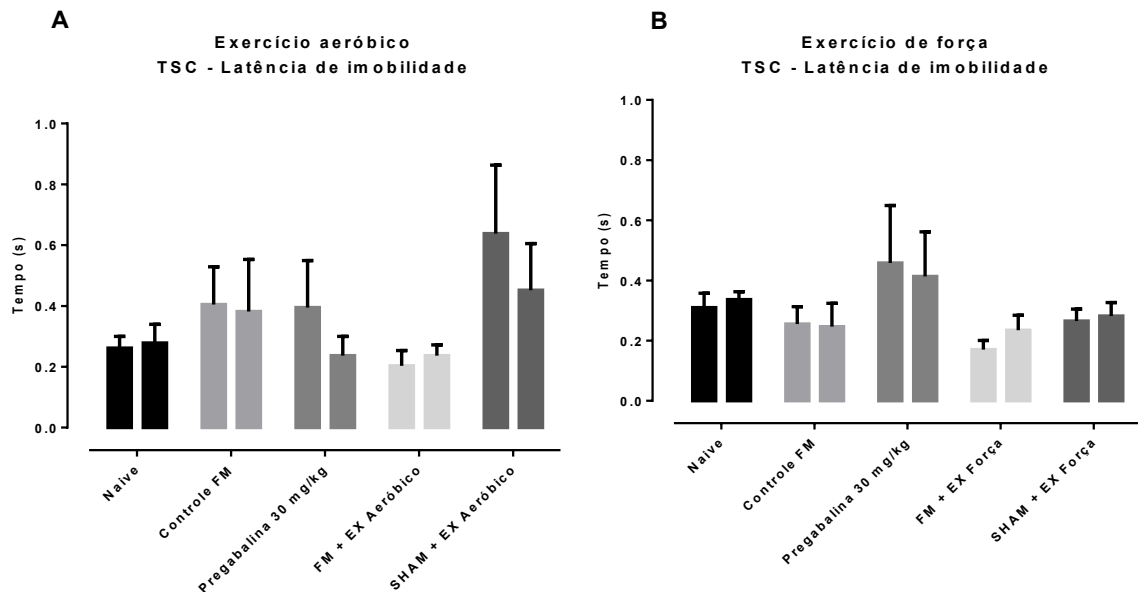 A
Exercício aeróbico
TSC - Latência de imobilidade
Tempo (s)
1.0
0.8
0.6
0.4
0.2
0.0
Naive
Controle FM
Pregabalina 30 mg/kg
FM + EX Aeróbico
SHAM + EX Aeróbico
B
Exercício de força
TSC - Latência de imobilidade
Tempo (s)
1.0
0.8
0.6
0.4
0.2
0.0
Naive
Controle FM
Pregabalina 30 mg/kg
FM + EX Força
SHAM + EX Força